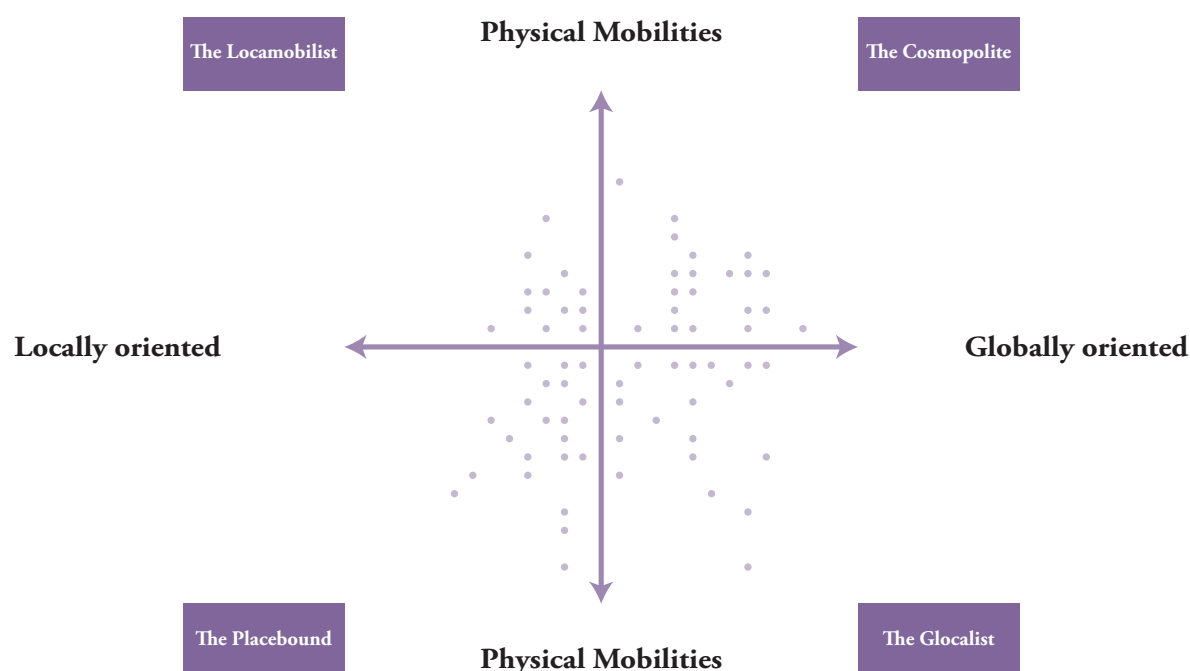 The Locamobilist
Physical Mobilities
The Cosmopolite
Locally oriented
Globally oriented
The Placebound
Physical Mobilities
The Glocalist